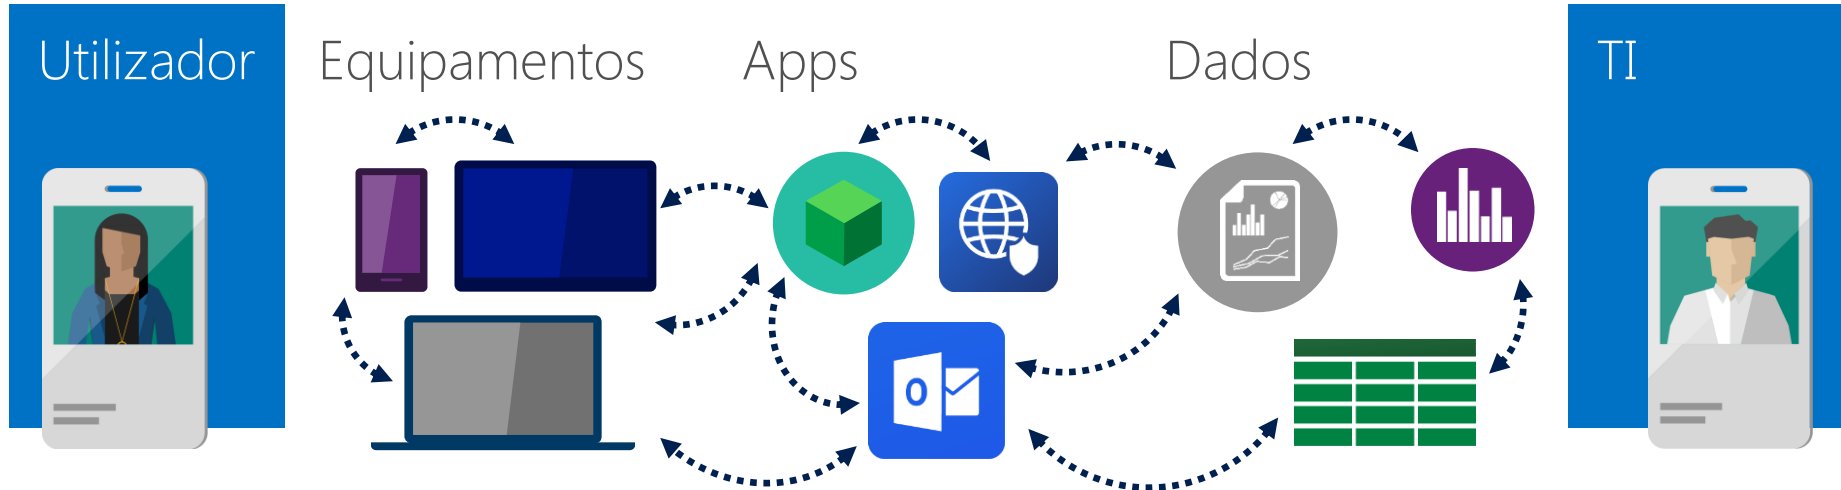 Utilizador
Equipamentos
Apps
Dados
TI
O